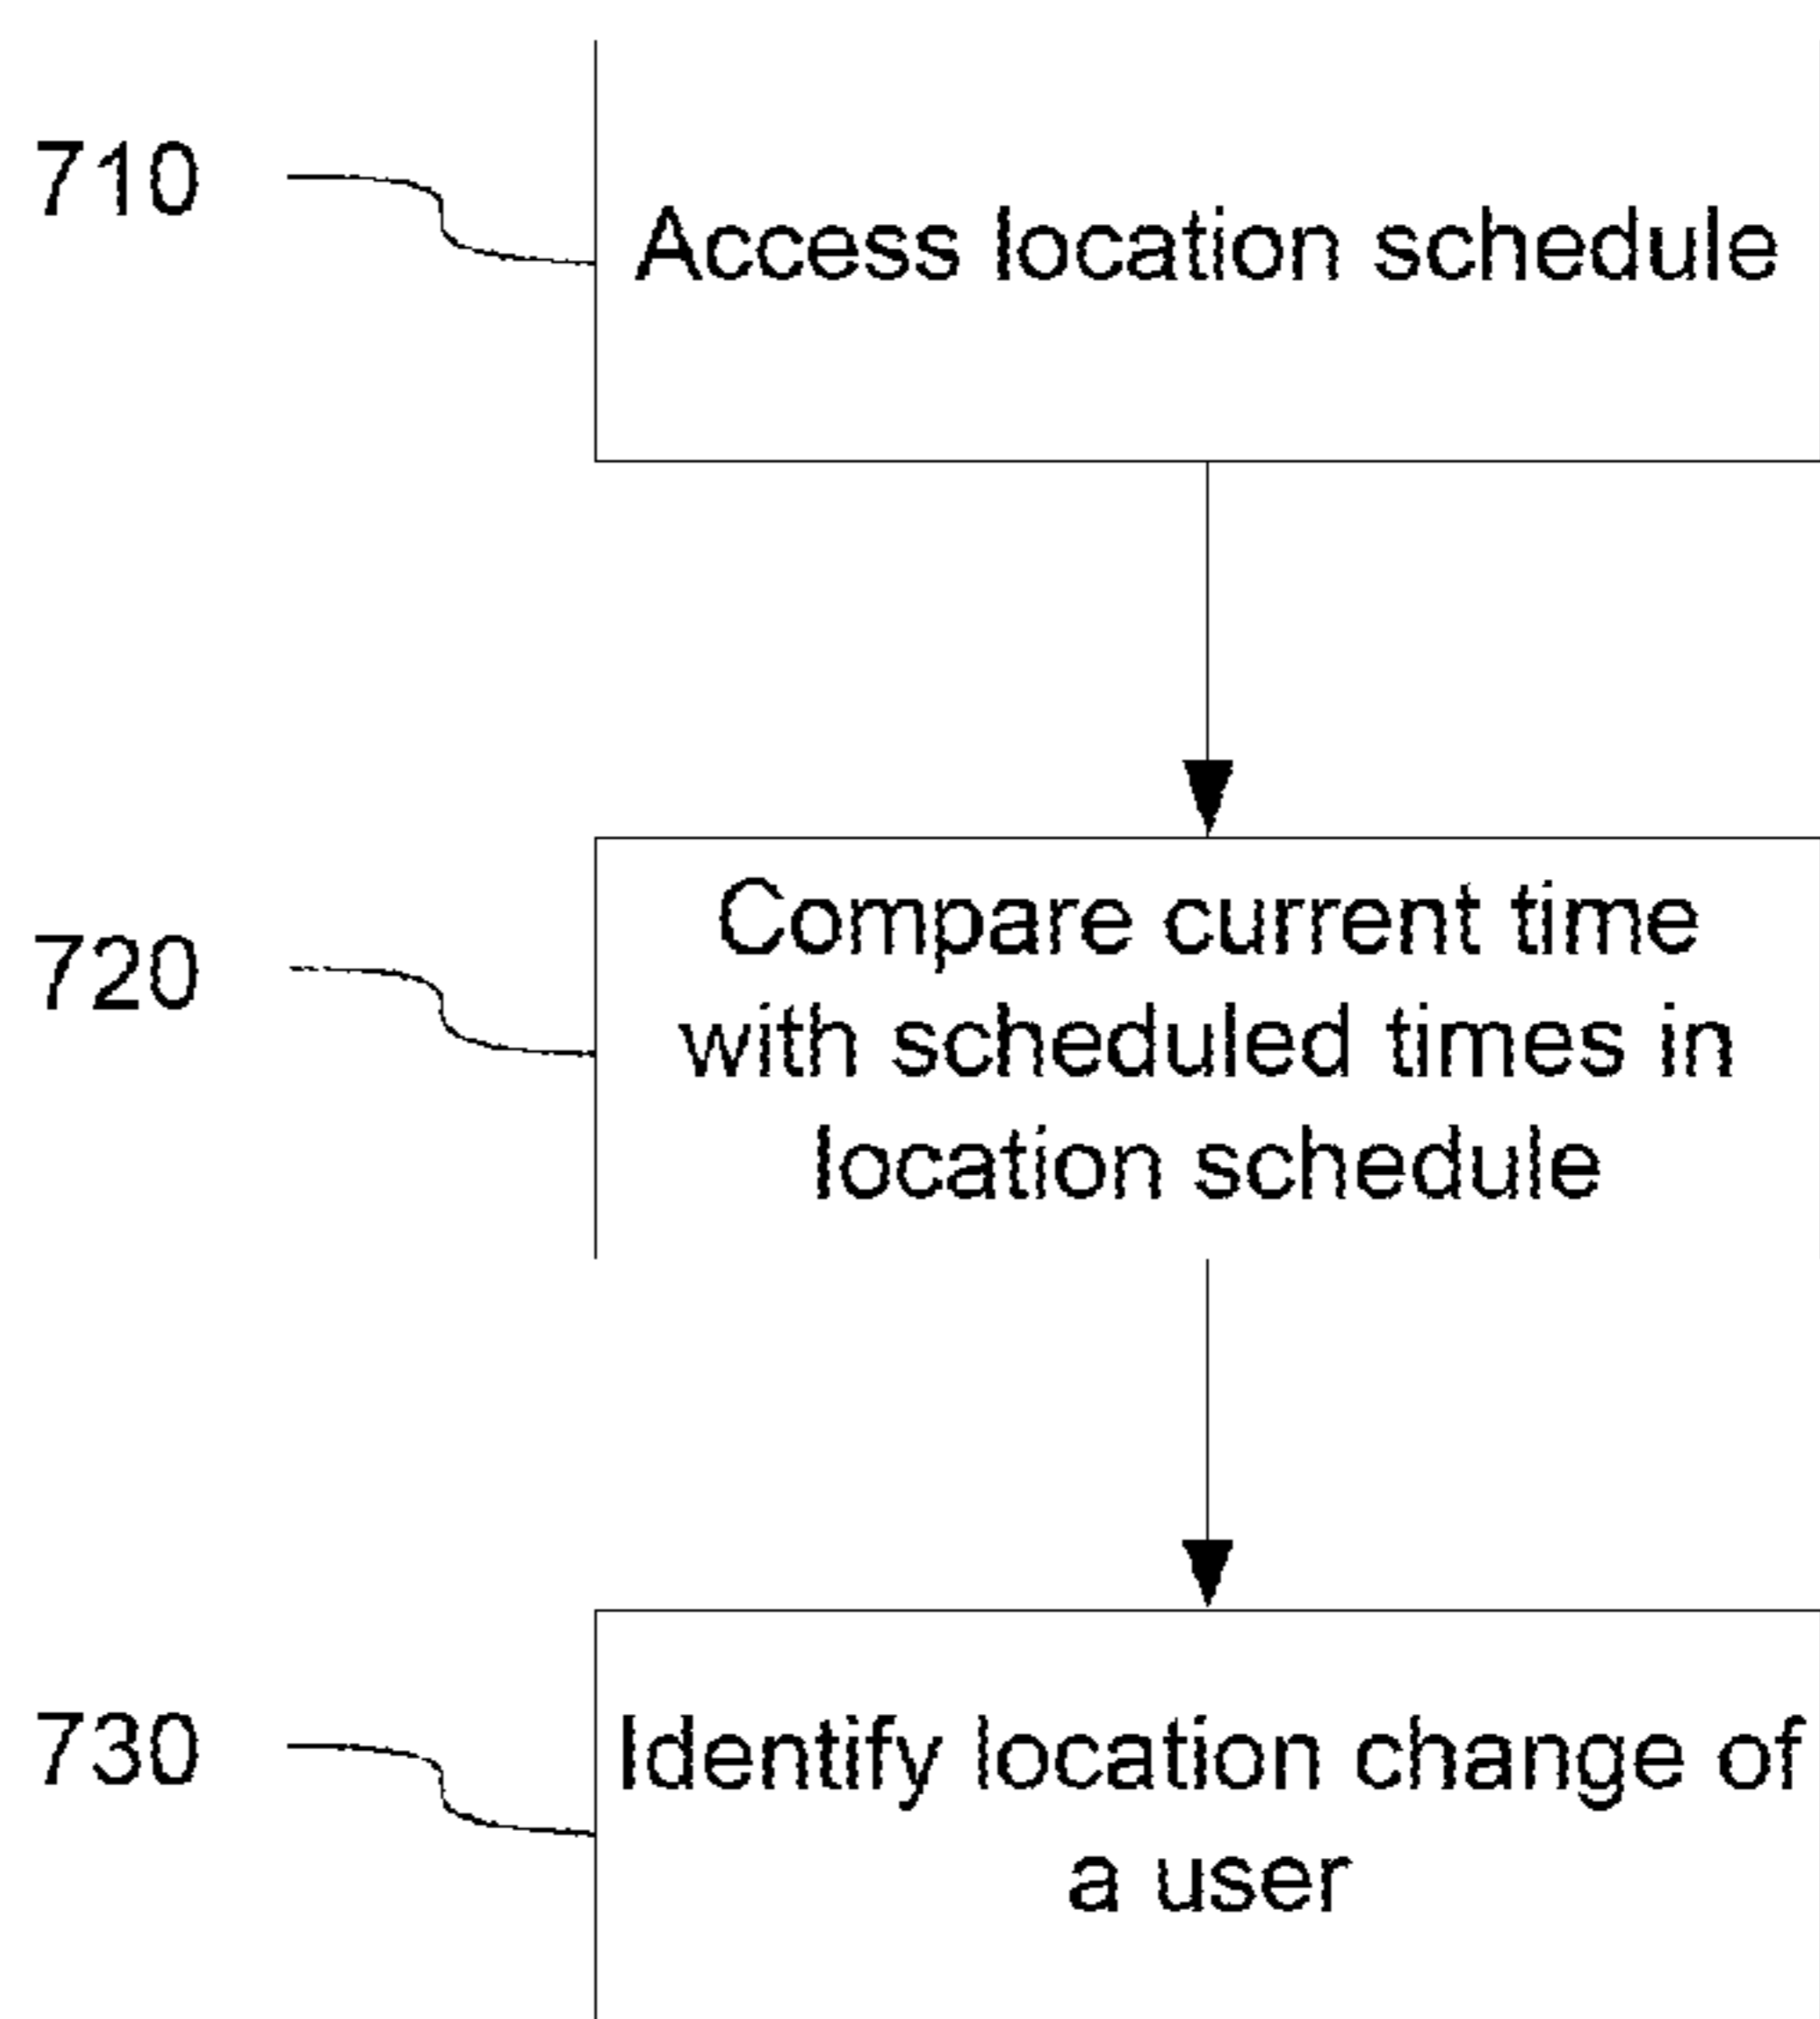 710
Access location schedule
720
Compare current time
with scheduled times in
location schedule
730
Identify location change of
a user